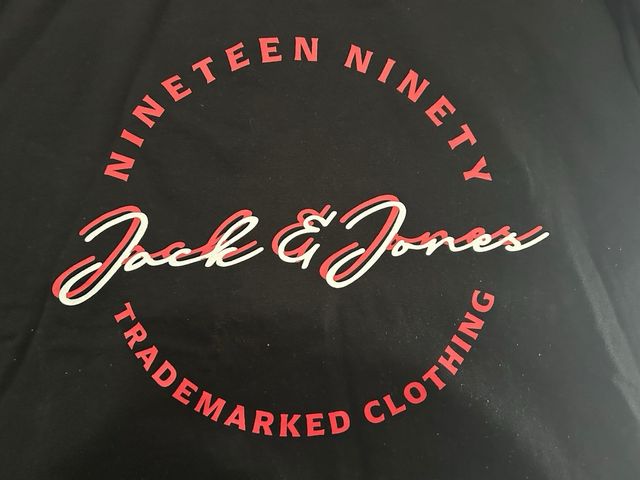 NINETEEN NINETY
Jack & Jones
TRADEMARKED CLOTHING